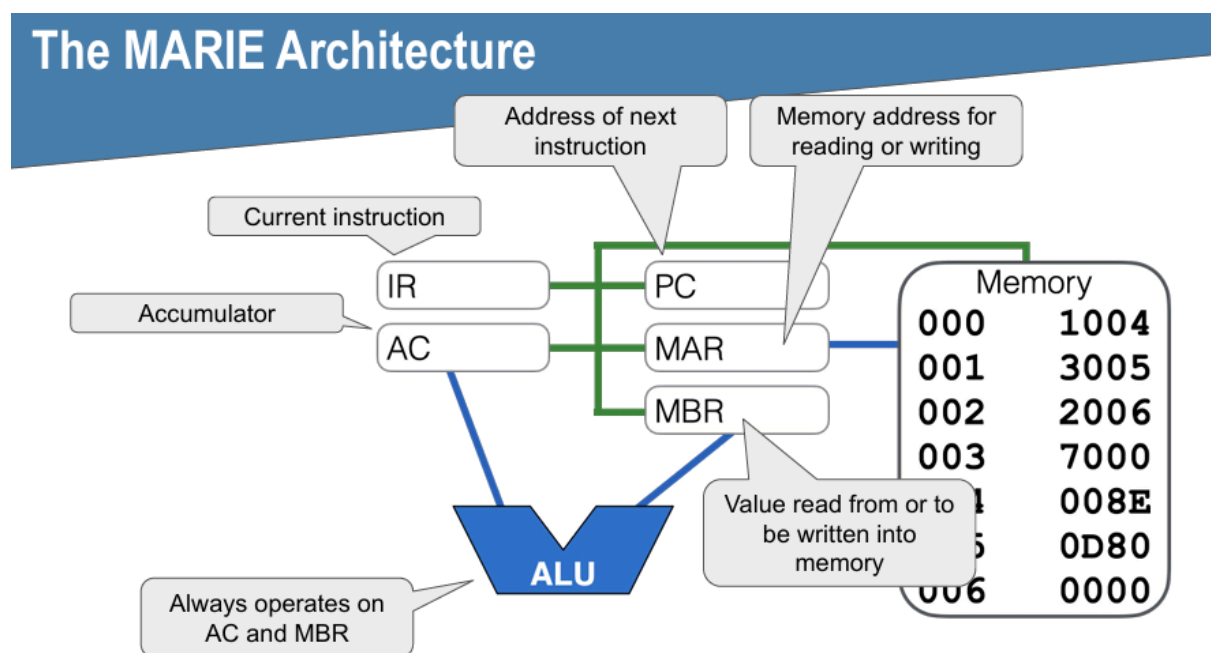 The MARIE Architecture
Address of next
instruction
Memory address for
reading or writing
Current instruction
IR
PC
Accumulator
AC
MAR
MBR
Memory
000 1004
001 3005
002 2006
003 7000
008E
0D80
006 0000
Value read from or to
be written into
memory
ALU
Always operates on
AC and MBR